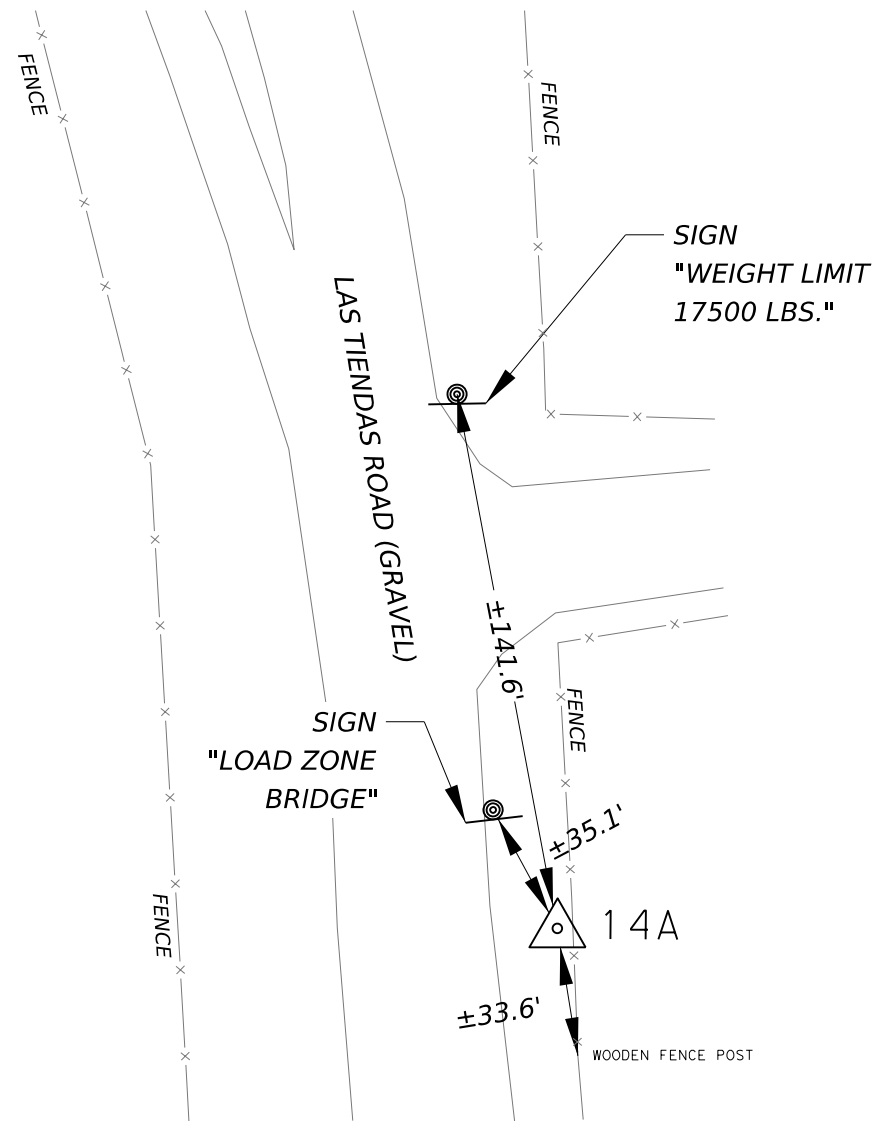 FENCE
FENCE
SIGN
"WEIGHT LIMIT
17500 LBS."
LAS TIENDAS ROAD (GRAVEL)
±141.6'
FENCE
SIGN
"LOAD ZONE
BRIDGE"
±35.1'
FENCE
14A
±33.6'
WOODEN FENCE POST